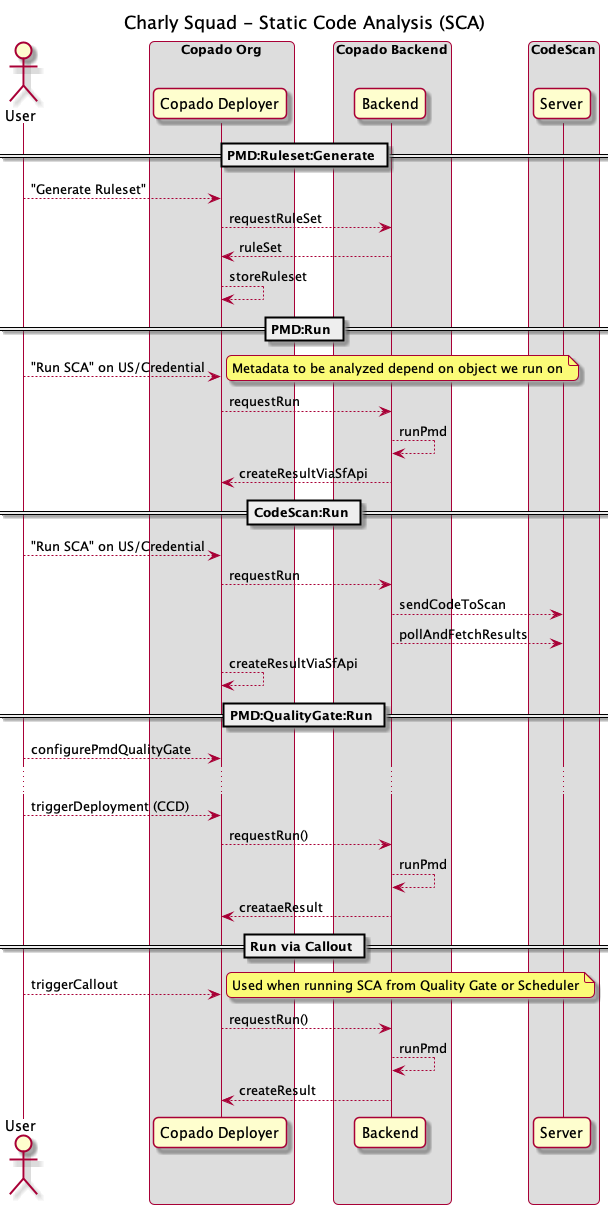 Charly Squad - Static Code Analysis (SCA)
Copado Org
Copado Backend
CodeScan
User
Copado Deployer
Backend
Server
PMD:Ruleset:Generate
"Generate Ruleset"
requestRuleSet
ruleSet
storeRuleset
PMD:Run
"Run SCA" on US/Credential
Metadata to be analyzed depend on object we run on
requestRun
runPmd
createResultViaSfApi
CodeScan:Run
"Run SCA" on US/Credential
requestRun
sendCodeToScan
pollAndFetchResults
createResultViaSfApi
PMD:QualityGate:Run
configurePmdQualityGate
triggerDeployment (CCD)
requestRun()
runPmd
creataeResult
Run via Callout
triggerCallout
Used when running SCA from Quality Gate or Scheduler
requestRun()
runPmd
createResult
User
Copado Deployer
Backend
Server